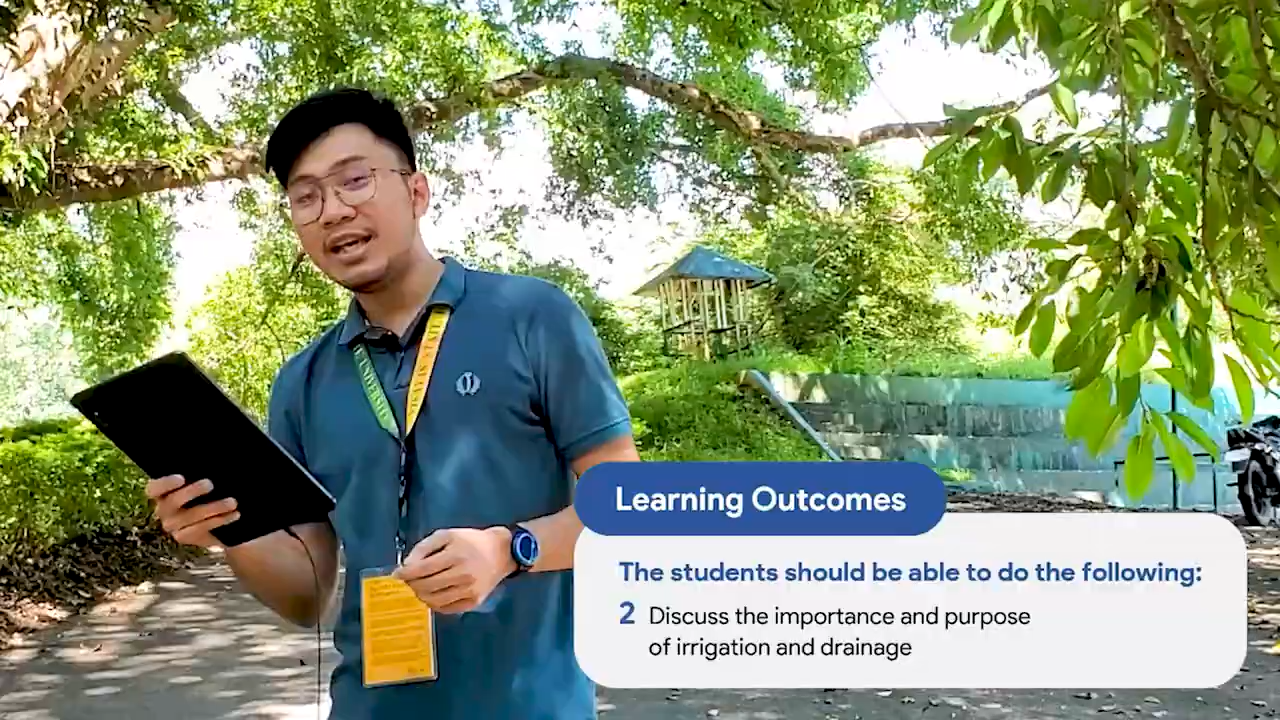 Learning Outcomes
The students should be able to do the following:
2 Discuss the importance and purpose
of irrigation and drainage